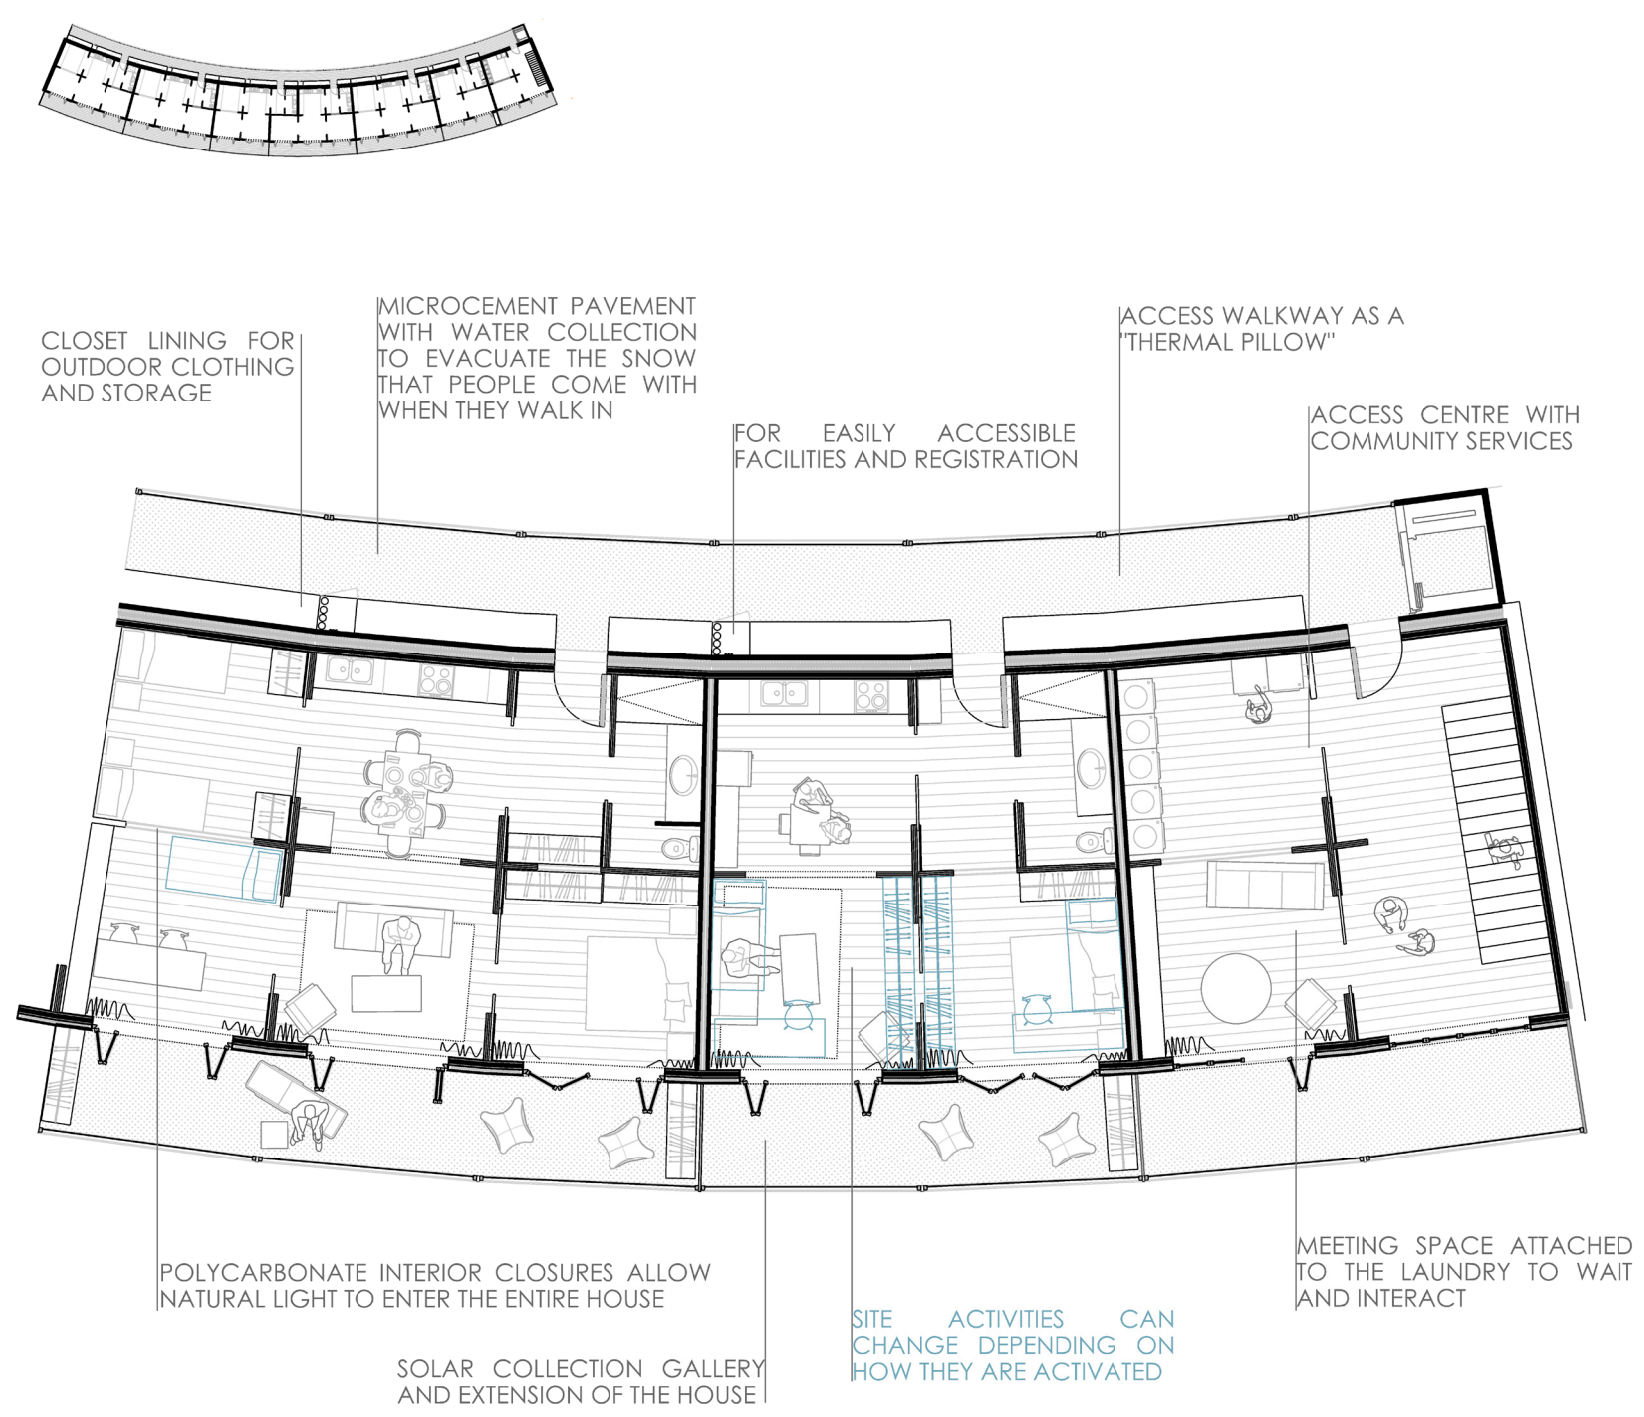 MICROCEMENT PAVEMENT
WITH WATER COLLECTION
TO EVACUATE THE SNOW
THAT PEOPLE COME WITH
WHEN THEY WALK IN
CLOSET LINING FOR
OUTDOOR CLOTHING
AND STORAGE
ACCESS WALKWAY AS A
"THERMAL PILLOW"
ACCESS CENTRE WITH
COMMUNITY SERVICES
FOR EASILY ACCESSIBLE
FACILITIES AND REGISTRATION
POLYCARBONATE INTERIOR CLOSURES ALLOW
NATURAL LIGHT TO ENTER THE ENTIRE HOUSE
MEETING SPACE ATTACHED
TO THE LAUNDRY TO WAIT
AND INTERACT
SITE ACTIVITIES CAN
CHANGE DEPENDING ON
HOW THEY ARE ACTIVATED
SOLAR COLLECTION GALLERY
AND EXTENSION OF THE HOUSE